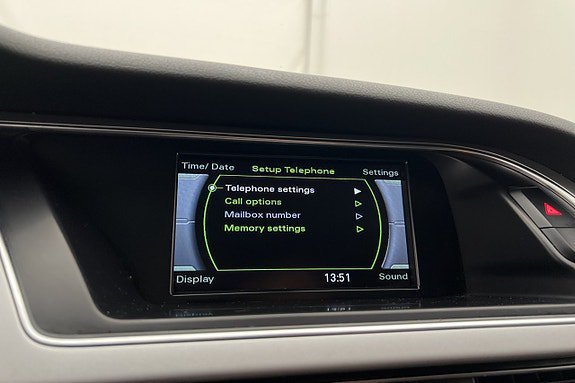 Time/ Date
Setup Telephone
Settings
Telephone settings
Call options
Mailbox number
Memory settings
Display
13:51
Sound